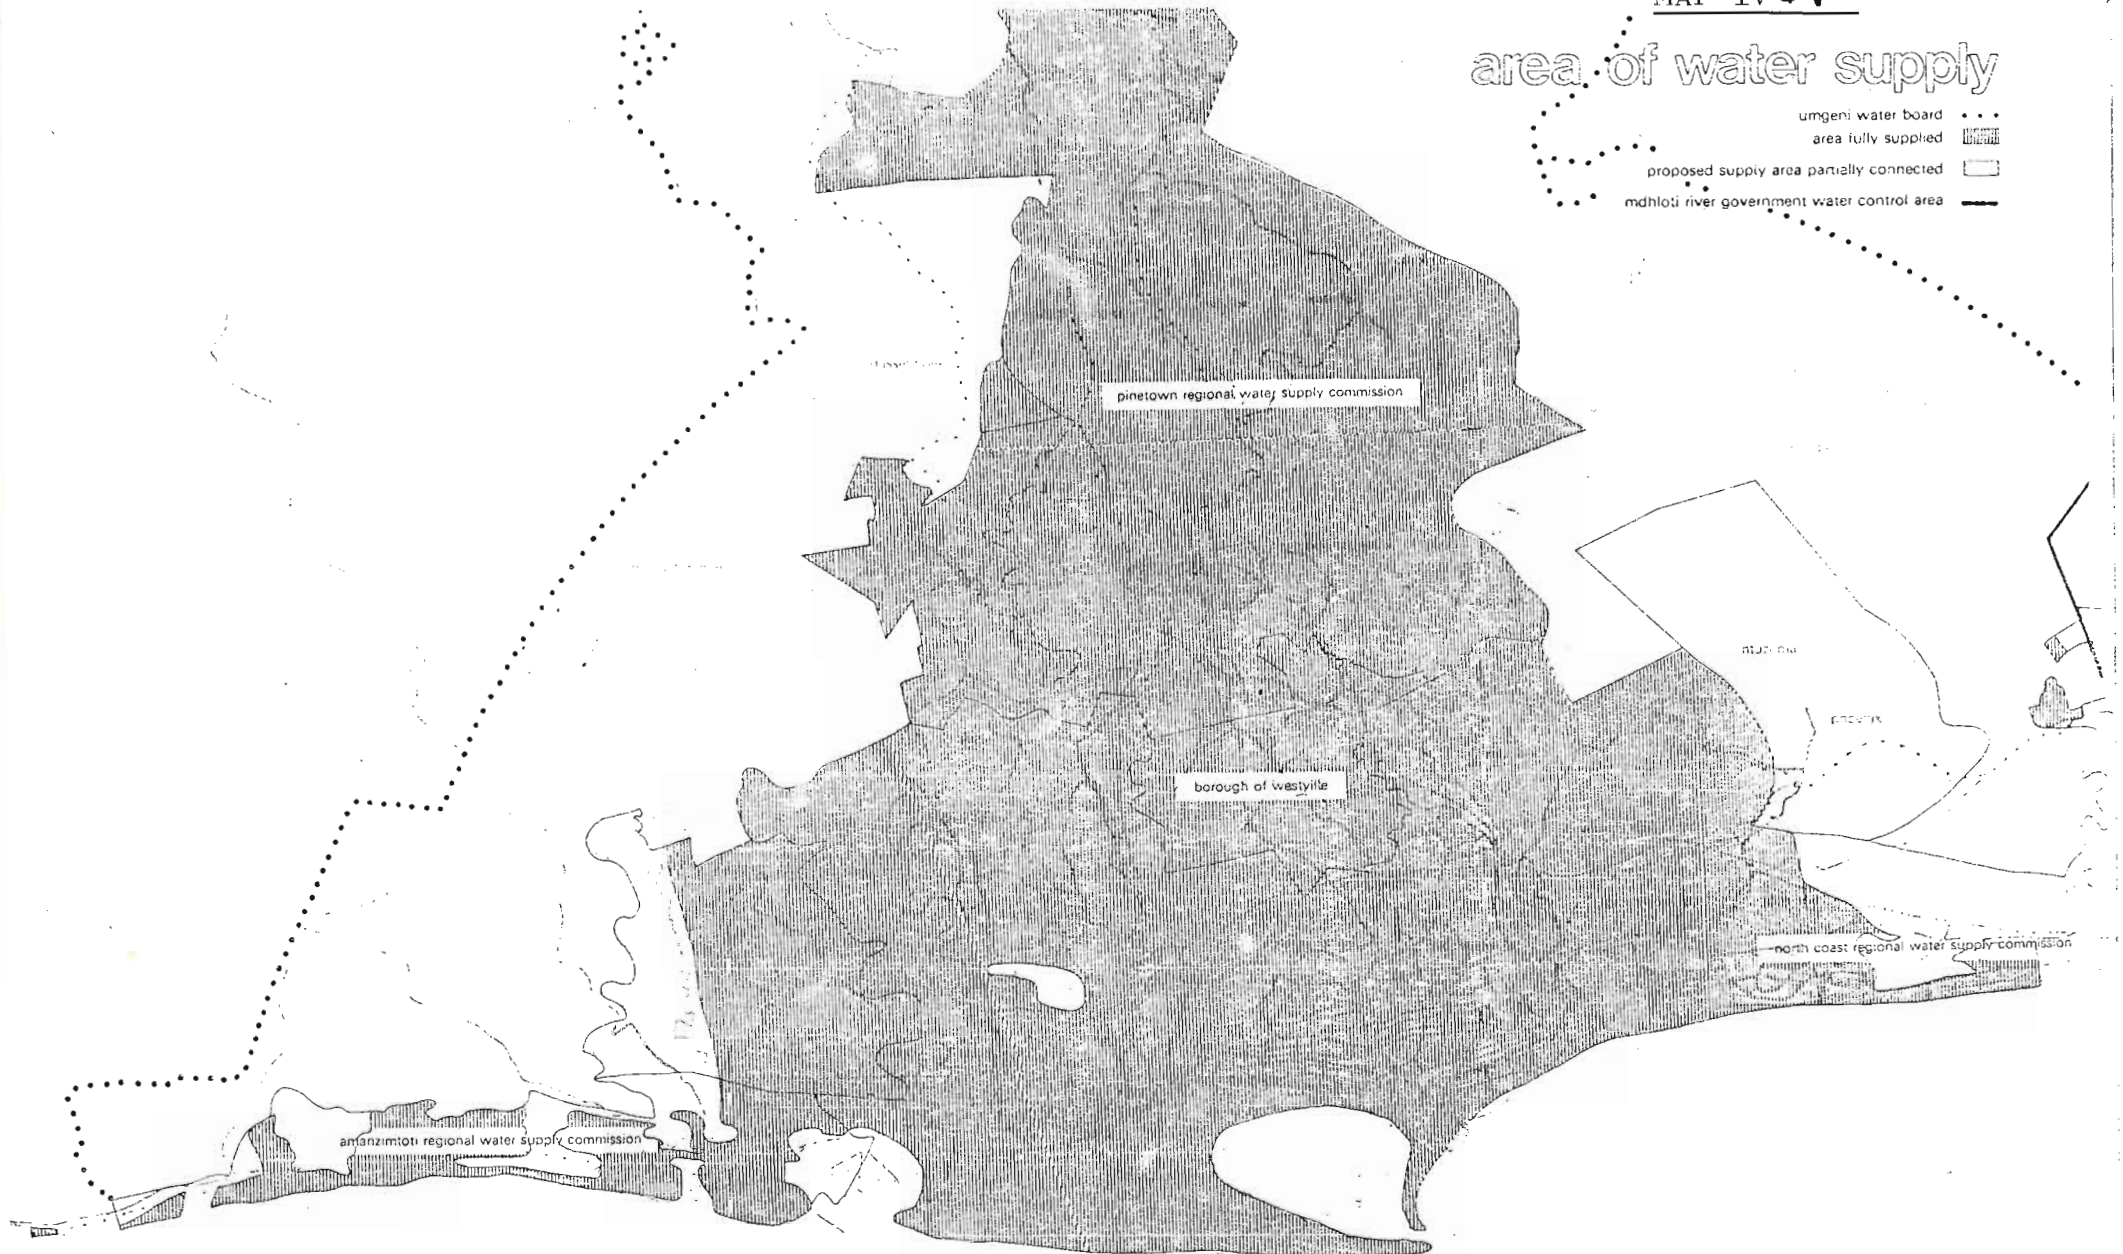 MAP IV
area of water supply
umgeni water board
area fully supplied
proposed supply area partially connected
mdhloti river government water control area
pinetown regional water supply commission
borough of westville
north coast regional water supply commission
amanzimtoti regional water supply commission